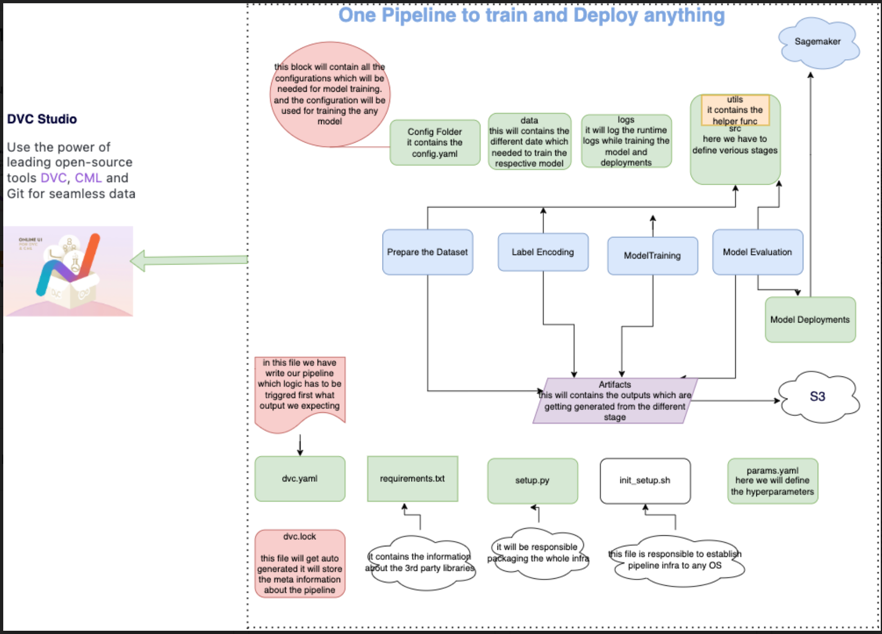 One Pipeline to train and Deploy anything
Sagemaker
this block will contain all the
configurations which will be
needed for model training.
and the configuration will be
used for training the any
model
Config Folder
it contains the
config.yaml
data
this will contains the
different date which
needed to train the
respective model
logs
it will log the runtime
logs while training the
model and
deployments
utils
it contains the
helper func
src
here we have to
define verious stages
DVC Studio
Use the power of
leading open-source
tools DVC, CML and
Git for seamless data
Prepare the Dataset
Label Encoding
ModelTraining
Model Evaluation
Model Deployments
in this file we have
write our pipeline
which logic has to be
triggred first what
output we expecting
Artifacts
this will contains the outputs which are
getting generated from the different
stage
S3
dvc.yaml
requirements.txt
setup.py
init_setup.sh
params.yaml
here we will define
the hyperparameters
dvc.lock
this file will get auto
generated it will store
the meta information
about the pipeline
it contains the information
about the 3rd party libraries
it will be responsible
packaging the whole infra
this file is responsible to establish
pipeline infra to any OS